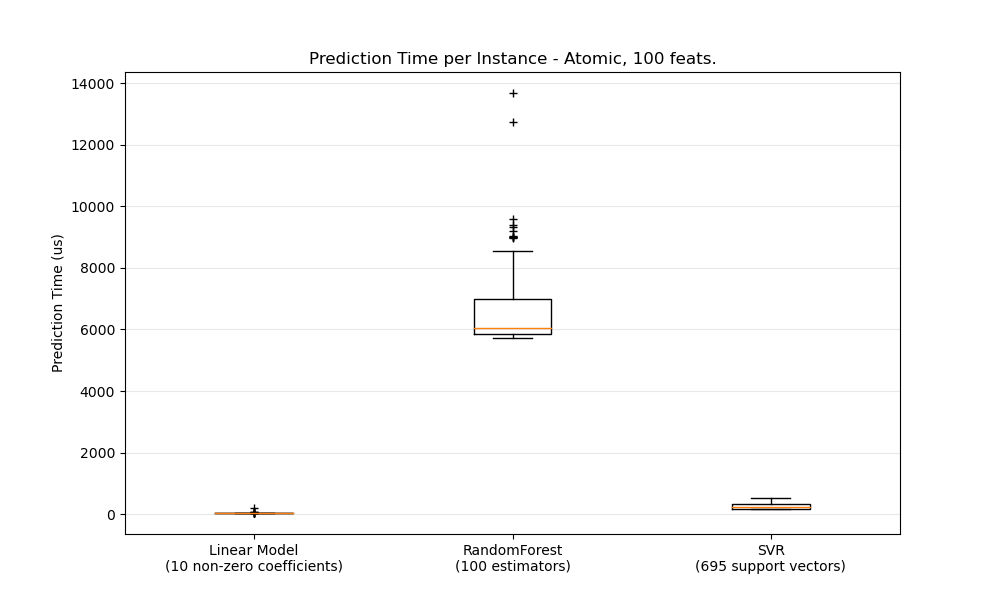 Prediction Time per Instance - Atomic, 100 feats.
Prediction Time (us)
14000
12000
10000
8000
6000
4000
2000
0
Linear Model
(10 non-zero coefficients)
RandomForest
(100 estimators)
SVR
(695 support vectors)